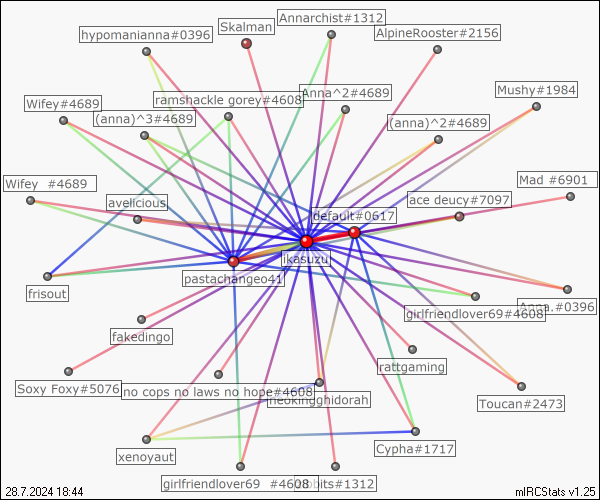 Annarchist#1312
Skalman
hypomanianna#0396
AlpineRooster#2156
Mushy#1984
Anna^2#4689
ramshackle gorey#4608
Wifey#4689
(anna)^3#4689
(anna)^2#4689
Mad #6901
Wifey  #4689
ace deucy#7097
avelicious
default#0617
ikasuzu
pastachangeo41
frisout
Anna.#0396
girlfriendlover69#4608
fakedingo
rattgaming
Soxy Foxy#5076
no cops no laws no hope#4608
neokingghidorah
Toucan#2473
Cypha#1717
xenoyaut
girlfriendlover69  #4608
28.7.2024 18:44
mIRCStats v1.25